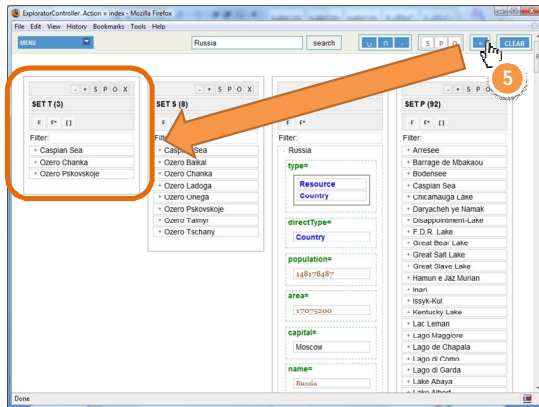 ExploratorController. Action = index - Mozilla Firefox
File Edit View History Bookmarks Tools Help
MENU
Russia
search
U ∩ -
S P O
=
CLEAR
5
- + S P O X
SET T (3)
F F* [ ]
Filter:
+ Caspian Sea
+ Ozero Chanka
+ Ozero Pskovskoje
- + S P O X
SET S (8)
F
+ Caspian Sea
+ Ozero Baikal
+ Ozero Chanka
+ Ozero Ladoga
+ Ozero Onega
+ Ozero Pskovskoje
+ Ozero Taimyr
+ Ozero Tschany
F F*
Filter:
- Russia
type=
Resource
Country
directType=
Country
population=
148178487
area=
17075200
capital=
Moscow
name=
Russia
- + S P O
SET P (92)
F F* [ ]
Filter:
+ Arresee
+ Barrage de Mbakaou
+ Bodensee
+ Caspian Sea
+ Chicamauga Lake
+ Daryacheh ye Namak
+ Disappointment-Lake
+ F.D.R. Lake
+ Great Bear Lake
+ Great Salt Lake
+ Great Slave Lake
+ Hamun e Jaz Murian
+ Inari
+ Issyk-Kul
+ Kentucky Lake
+ Lac Leman
+ Lago Maggiore
+ Lago de Chapala
+ Lago di Como
+ Lago di Garda
+ Lake Abaya
+ Lake Albert
Done